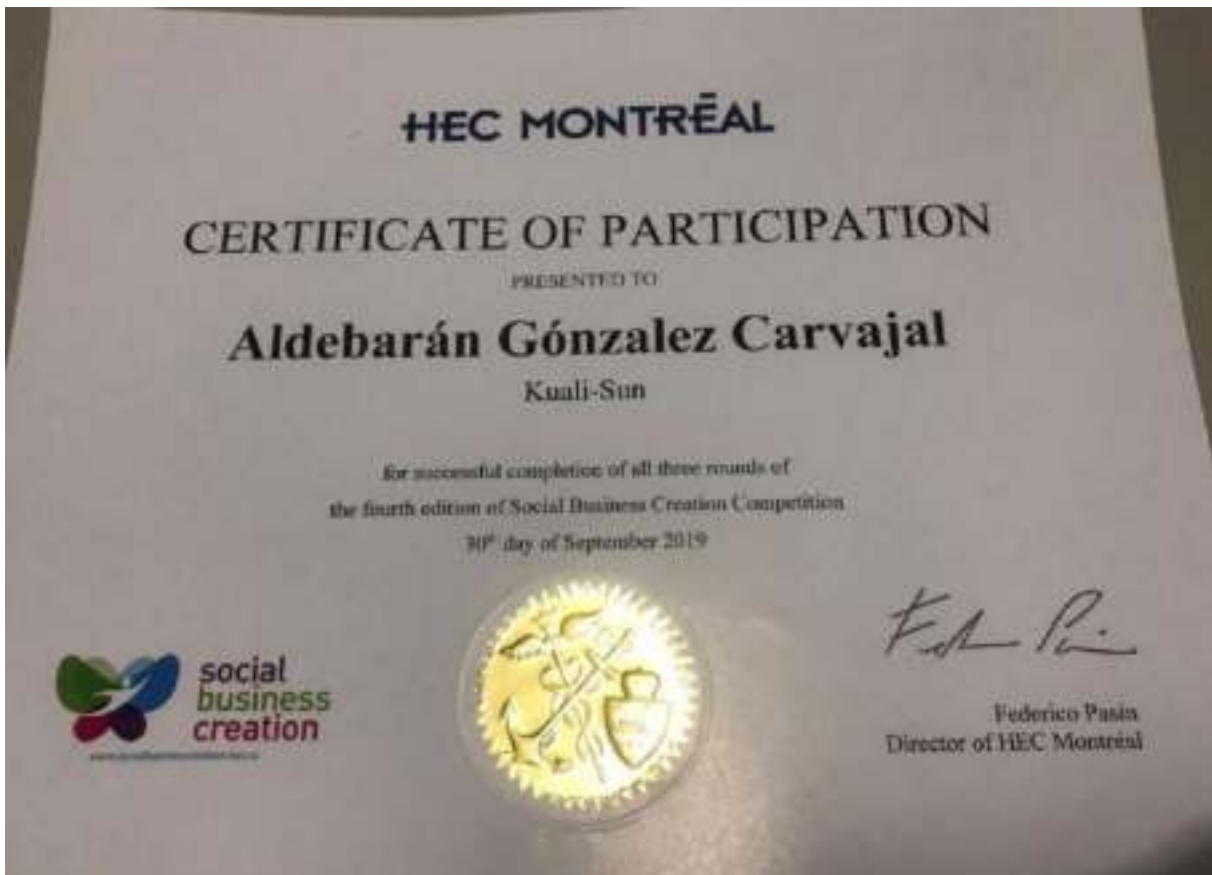 HEC MONTRÉAL
CERTIFICATE OF PARTICIPATION
PRESENTED TO
Aldebarán Gónzalez Carvajal
Kuali-Sun
for successful completion of all three rounds of
the fourth edition of Social Business Creation Competition
30th day of September 2019
social
business
creation
Federico Pasin
Director of HEC Montréal